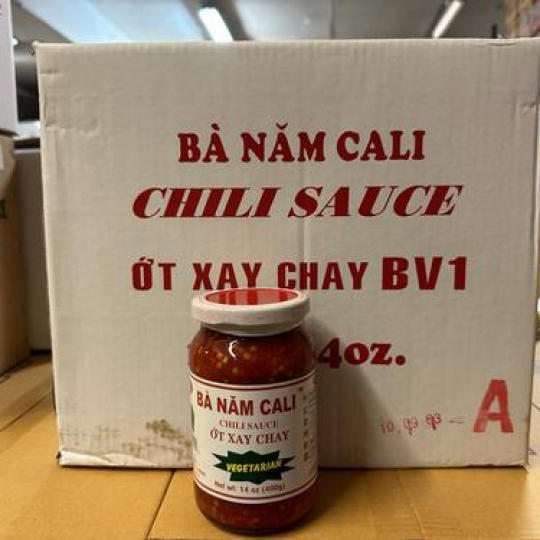 BÀ NĂM CALI
CHILI SAUCE
ỚT XAY CHAY BV1
4oz.
A
BÀ NĂM CALI
CHILI SAUCE
ỚT XAY CHAY
VEGETARIAN
Net wt: 14 oz (400g)